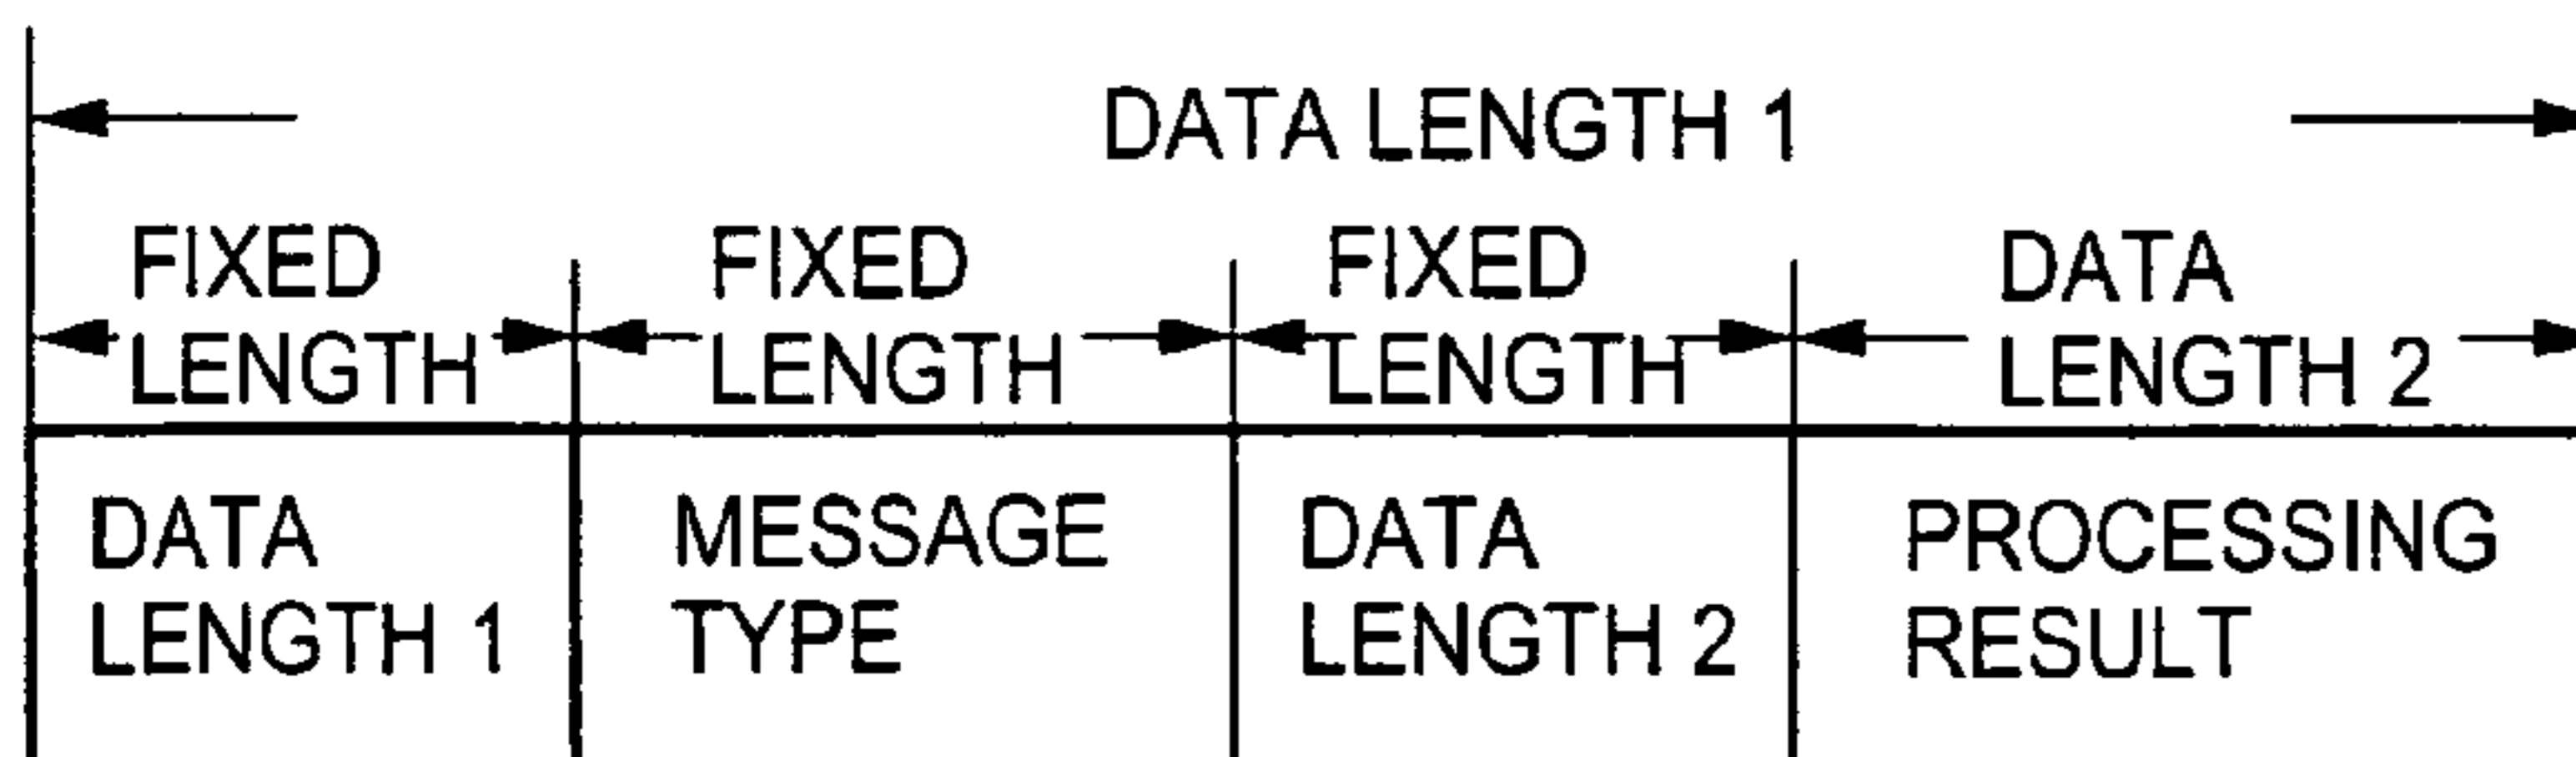 DATA LENGTH 1
FIXED
LENGTH
FIXED
LENGTH
FIXED
LENGTH
DATA
LENGTH 2
DATA
LENGTH 1
MESSAGE
TYPE
DATA
LENGTH 2
PROCESSING
RESULT